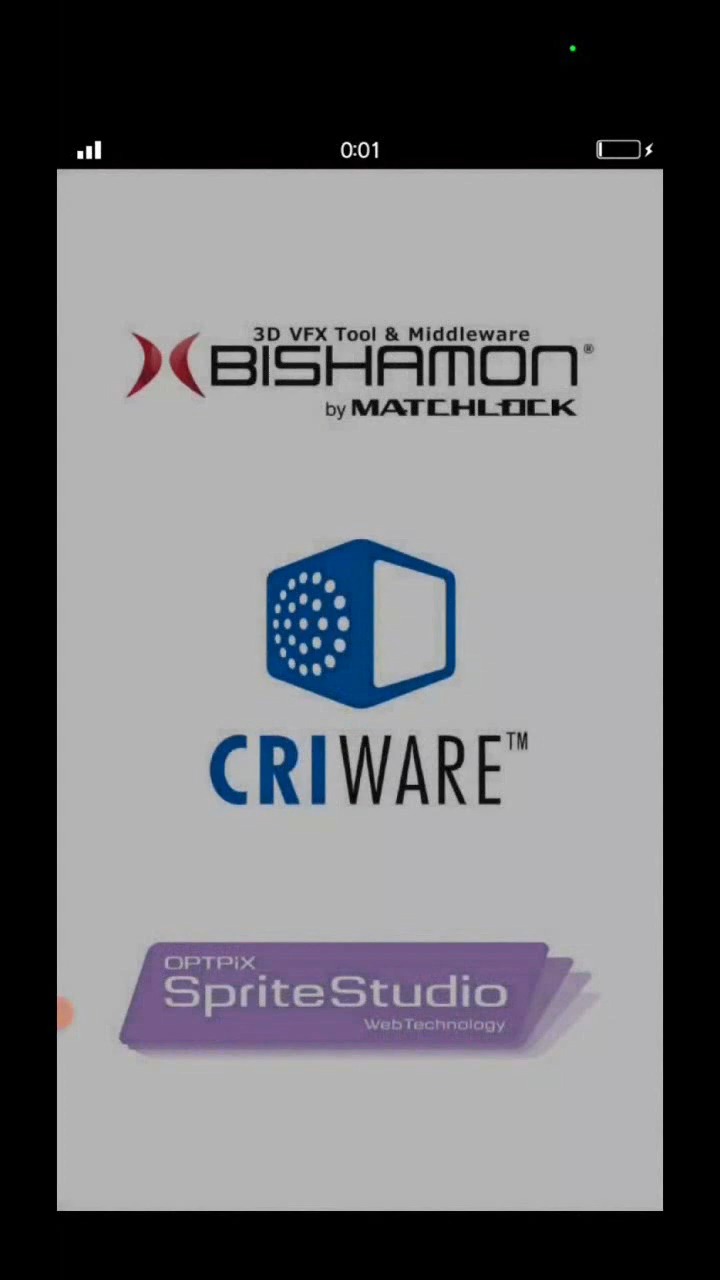 0:01
3D VFX Tool & Middleware
BISHAMON®
by MATCHLOCK
CRIWARE™
OPTPiX
SpriteStudio
WebTechnology